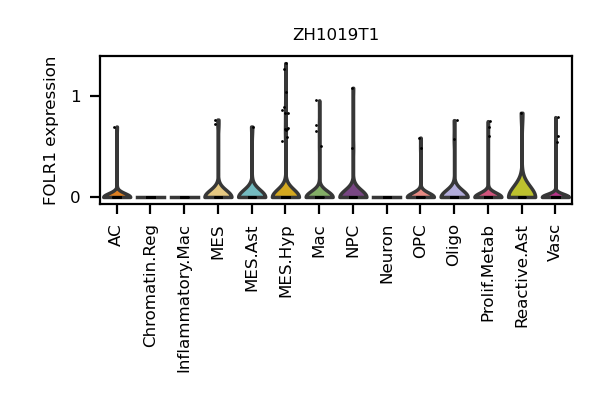 ZH1019T1
FOLR1 expression
1
0
AC
Chromatin.Reg
Inflammatory.Mac
MES
MES.Ast
MES.Hyp
Mac
NPC
Neuron
OPC
Oligo
Prolif.Metab
Reactive.Ast
Vasc